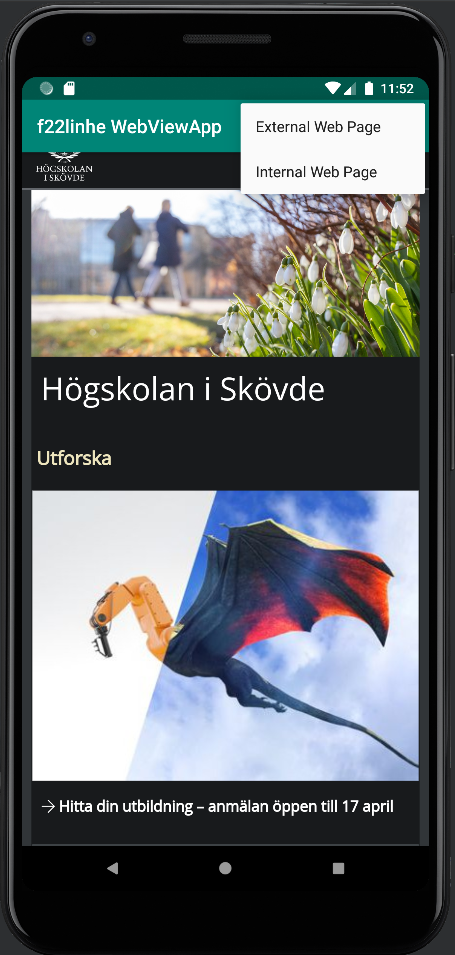 11:52
f22linhe WebViewApp
External Web Page
Internal Web Page
HÖGSKOLAN
I SKÖVDE
Högskolan i Skövde
Utforska
→ Hitta din utbildning – anmälan öppen till 17 april